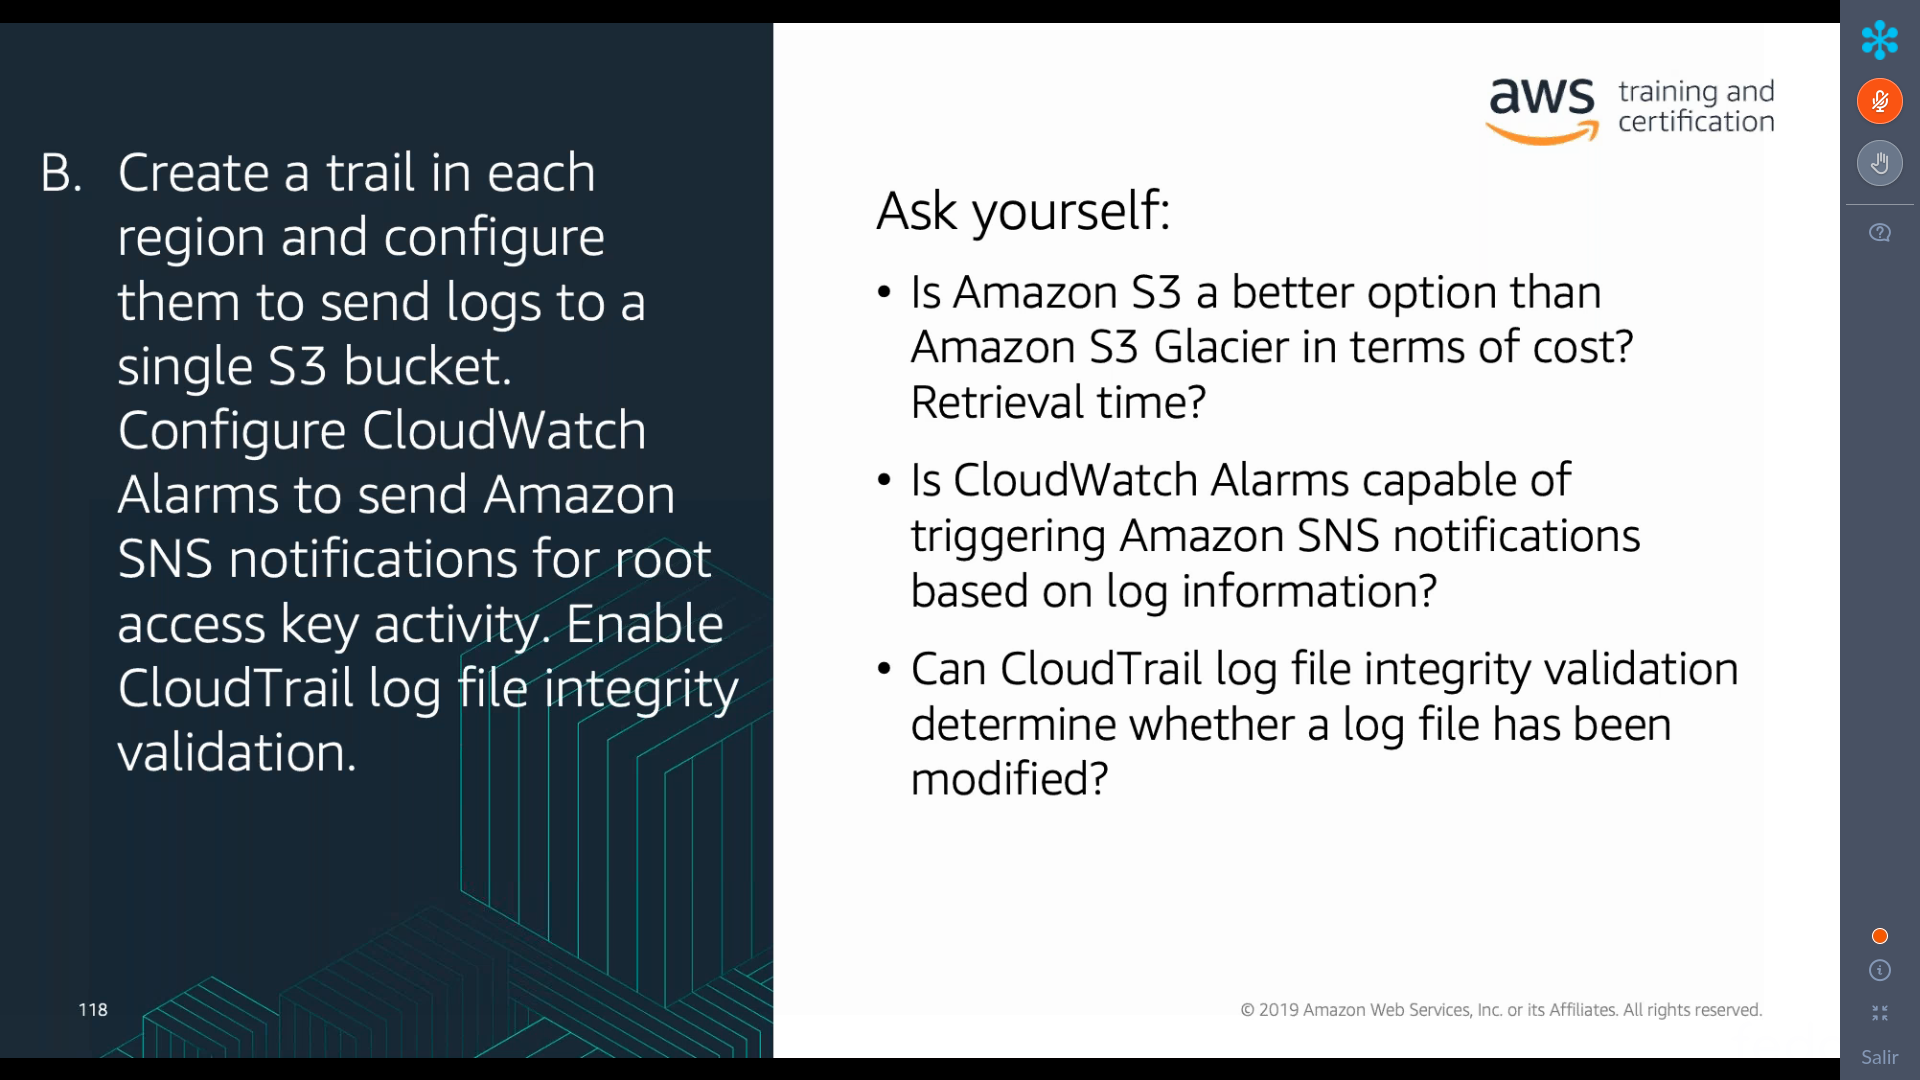 B. Create a trail in each
region and configure
them to send logs to a
single S3 bucket.
Configure CloudWatch
Alarms to send Amazon
SNS notifications for root
access key activity. Enable
CloudTrail log file integrity
validation.
118
aws training and
certification
Ask yourself:
• Is Amazon S3 a better option than
Amazon S3 Glacier in terms of cost?
Retrieval time?
• Is CloudWatch Alarms capable of
triggering Amazon SNS notifications
based on log information?
• Can CloudTrail log file integrity validation
determine whether a log file has been
modified?
© 2019 Amazon Web Services, Inc. or its Affiliates. All rights reserved.
Salir